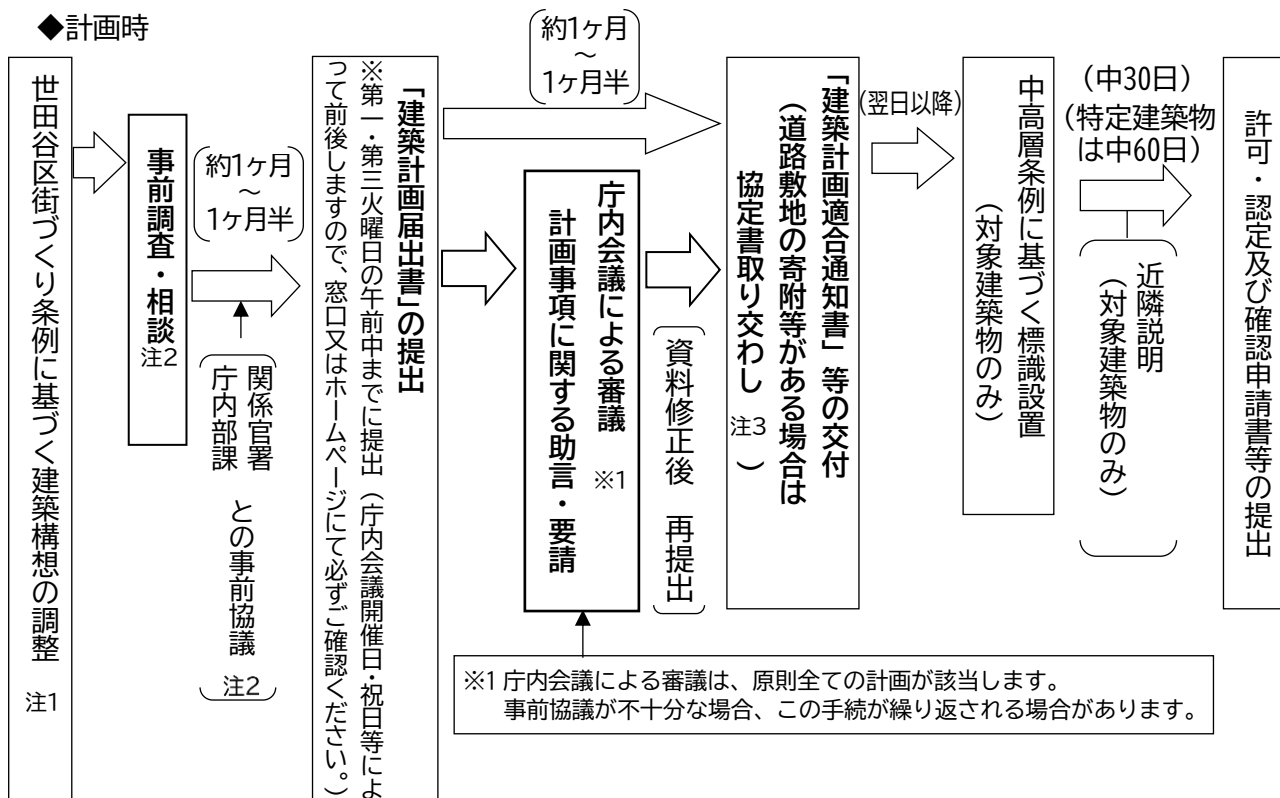 ◆計画時
世田谷区街づくり条例に基づく建築構想の調整 注1
事前調査・相談 注2
(約1ヶ月
～
1ヶ月半)
(関係官署
庁内部課
との事前協議 注2)
「建築計画届出書」の提出
※第一・第三火曜日の午前中までに提出（庁内会議開催日・祝日等によ
って前後しますので、窓口又はホームページにて必ずご確認ください。）
(約1ヶ月
～
1ヶ月半)
庁内会議による審議 ※1
計画事項に関する助言・要請
(資料修正後 再提出)
「建築計画適合通知書」等の交付
（道路敷地の寄附等がある場合は
協定書取り交わし 注3 ）
(翌日以降)
中高層条例に基づく標識設置
（対象建築物のみ）
（中30日）
（特定建築物
は中60日）
(近隣説明
（対象建築物のみ）)
許可・認定及び確認申請書等の提出
※1 庁内会議による審議は、原則全ての計画が該当します。
事前協議が不十分な場合、この手続が繰り返される場合があります。